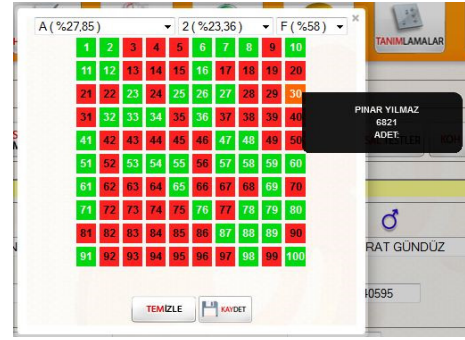 A ( %27,85 ) 2 ( %23,36 ) F ( %58 ) ×
1 2 3 4 5 6 7 8 9 10
11 12 13 14 15 16 17 18 19 20
21 22 23 24 25 26 27 28 29 30
31 32 33 34 35 36 37 38 39 40
41 42 43 44 45 46 47 48 49 50
51 52 53 54 55 56 57 58 59 60
61 62 63 64 65 66 67 68 69 70
71 72 73 74 75 76 77 78 79 80
81 82 83 84 85 86 87 88 89 90
91 92 93 94 95 96 97 98 99 100
TEMİZLE KAYDET
TANIMLAMALAR
PINAR YILMAZ
6821
ADET:
RAT GÜNDÜZ
40595